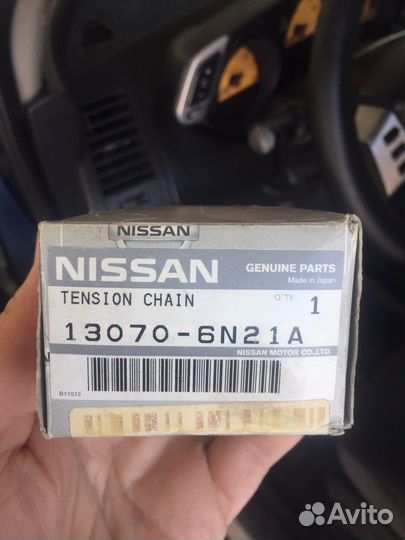 NISSAN
NISSAN
GENUINE PARTS
Made in Japan
TENSION CHAIN
Q'TY 1
13070-6N21A
NISSAN MOTOR CO.,LTD.
B11012
Avito